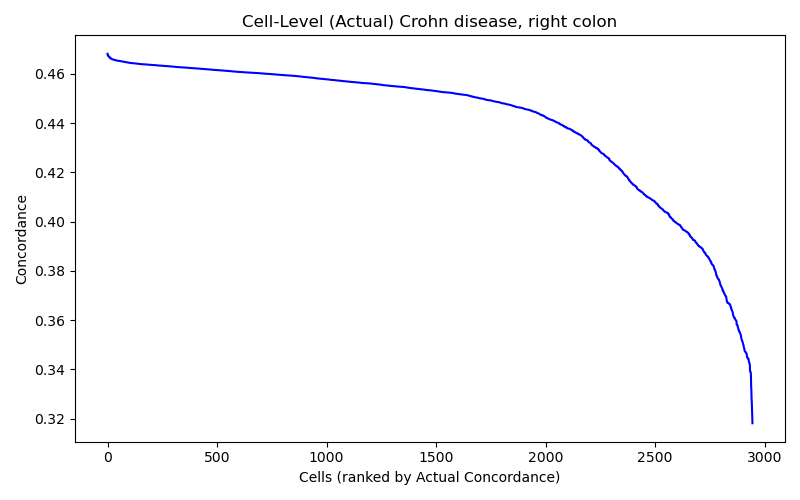 Cell-Level (Actual) Crohn disease, right colon
0.46
0.44
0.42
0.40
0.38
0.36
0.34
0.32
Concordance
0 500 1000 1500 2000 2500 3000
Cells (ranked by Actual Concordance)